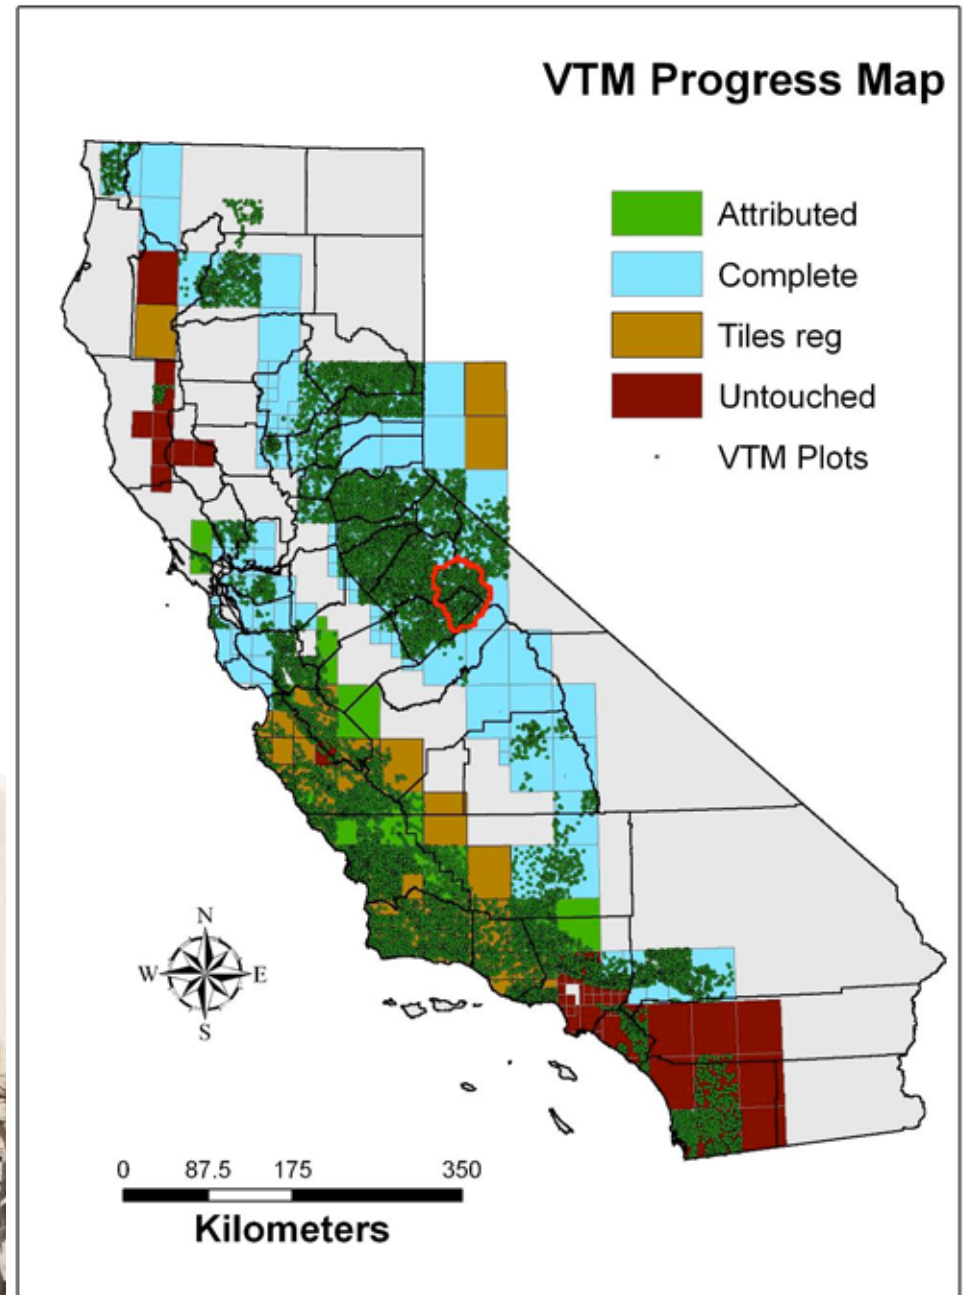 VTM Progress Map
Attributed
Complete
Tiles reg
Untouched
VTM Plots
N
W E
S
0 87.5 175 350
Kilometers